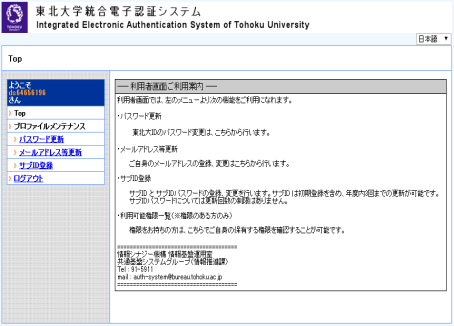 東北大学統合電子認証システム
Integrated Electronic Authentication System of Tohoku University
日本語
Top
ようこそ
さん
Top
プロファイルメンテナンス
パスワード更新
メールアドレス等更新
サブID登録
ログアウト
── 利用者画面ご利用案内 ──
利用者画面では、左のメニューより次の機能をご利用になれます。
・パスワード更新
東北大IDのパスワード変更は、こちらから行います。
・メールアドレス等更新
ご自身のメールアドレスの登録、変更はこちらから行います。
・サブID登録
サブID とサブIDパスワードの登録、変更を行います。サブID は初期登録を含め、年度内3回までの更新が可能です。
サブIDパスワードについては更新回数の制限はありません。
・利用可能権限一覧(※権限のある方のみ)
権限をお持ちの方は、こちらでご自身の保有する権限を確認することが可能です。
======================================
情報シナジー機構 情報基盤運用室
共通基盤システムグループ(情報推進課)
Tel : 91-5911
mail : auth-system@bureau.tohoku.ac.jp
======================================